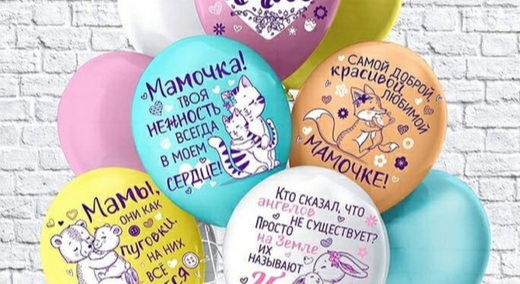 Мамочка!
ТВОЯ
НЕЖНОСТЬ
ВСЕГДА
В МОЕМ
СЕРДЦЕ!
САМОЙ ДОБРОЙ,
красивой,
ЛЮБИМОЙ
МАМОЧКЕ!
Мамы,
ОНИ КАК
ПУГОВКИ.
НА НИХ
ВСЁ
Кто сказал, что
ангелов
не существует?
Просто
на Земле
их
называют